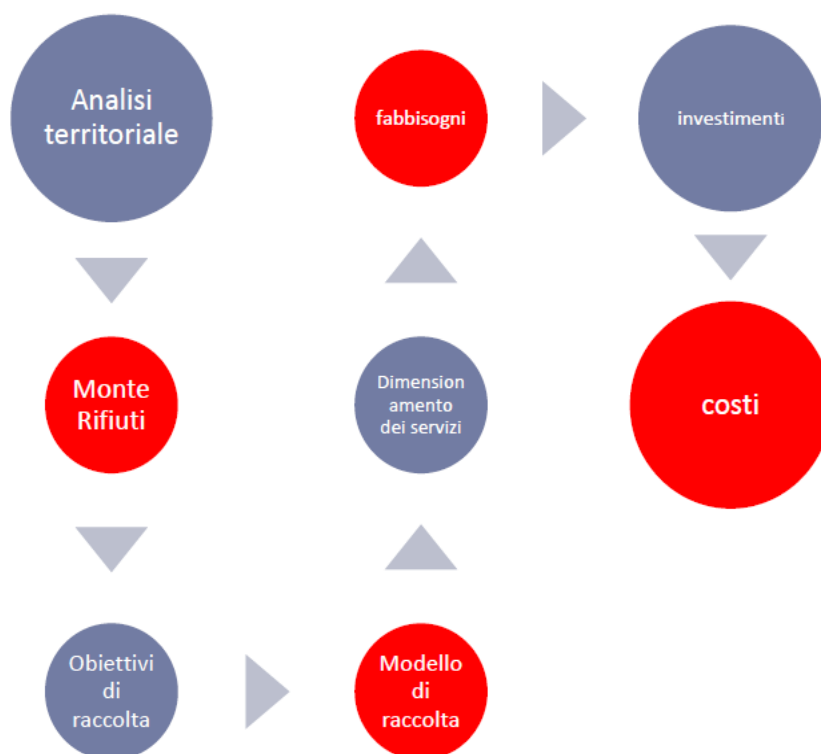 Analisi
territoriale
Monte
Rifiuti
Obiettivi
di
raccolta
Modello
di
raccolta
Dimension
amento
dei servizi
fabbisogni
investimenti
costi